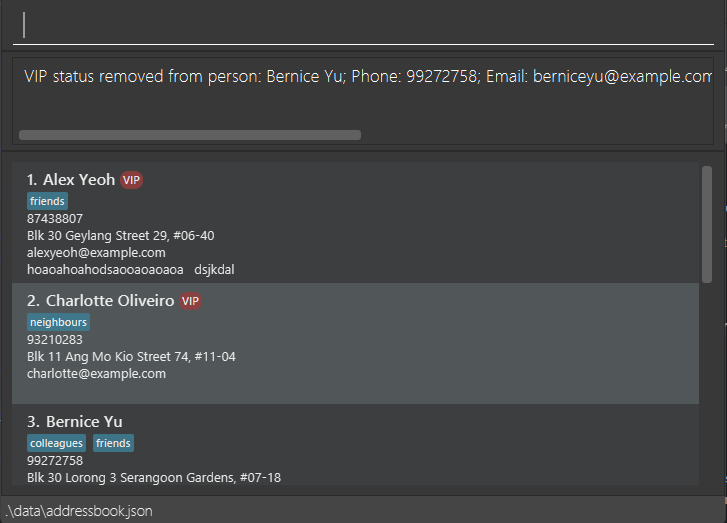 VIP status removed from person: Bernice Yu; Phone: 99272758; Email: berniceyu@example.com
1. Alex Yeoh VIP
friends
87438807
Blk 30 Geylang Street 29, #06-40
alexyeoh@example.com
hoaoahoahodsaooaoaoaoa dsjkdal
2. Charlotte Oliveiro VIP
neighbours
93210283
Blk 11 Ang Mo Kio Street 74, #11-04
charlotte@example.com
3. Bernice Yu
colleagues friends
99272758
Blk 30 Lorong 3 Serangoon Gardens, #07-18
.\data\addressbook.json